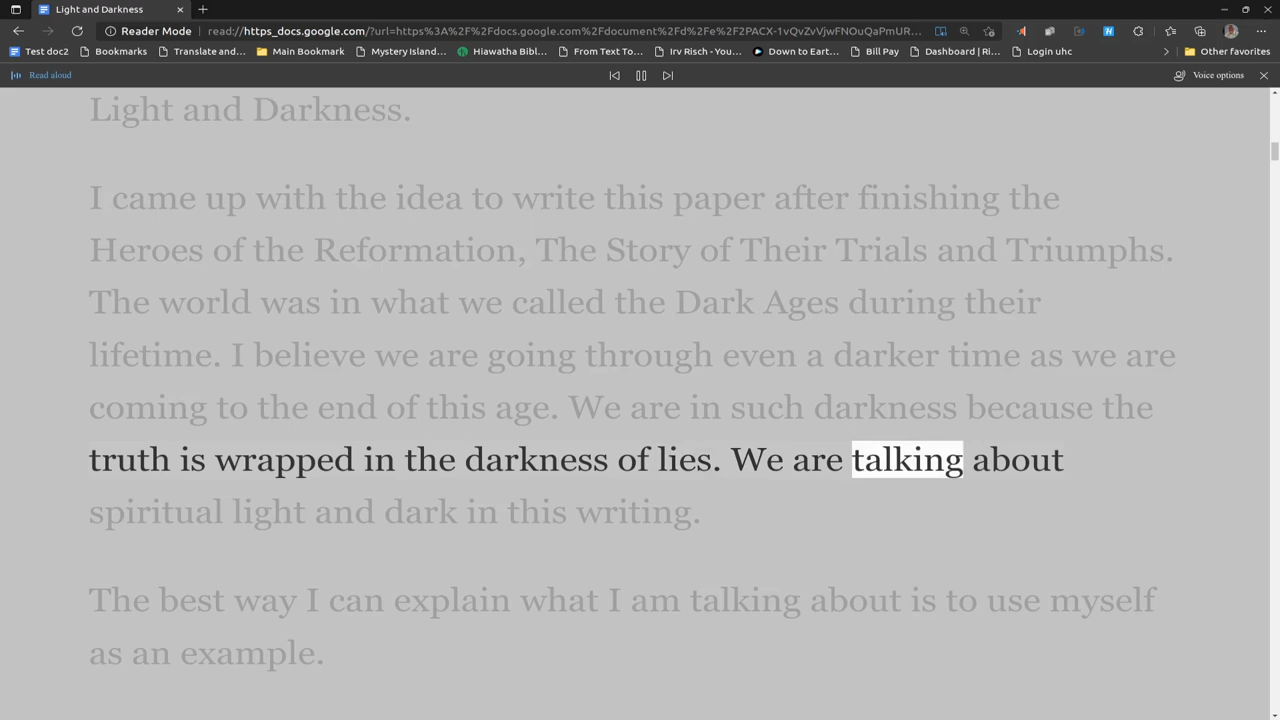 Light and Darkness
Reader Mode
read://https_docs.google.com/?url=https%3A%2F%2Fdocs.google.com%2Fdocument%2Fd%2Fe%2F2PACX-1vQvZvVjwFNOuQaPmUR...
Test doc2 Bookmarks Translate and... Main Bookmark Mystery Island... Hiawatha Bibl... From Text To... Irv Risch - You... Down to Ear... Bill Pay Dashboard | Ri... Login uhc Other favorites
Read aloud Voice options
Light and Darkness.
I came up with the idea to write this paper after finishing the
Heroes of the Reformation, The Story of Their Trials and Triumphs.
The world was in what we called the Dark Ages during their
lifetime. I believe we are going through even a darker time as we are
coming to the end of this age. We are in such darkness because the
truth is wrapped in the darkness of lies. We are talking about
spiritual light and dark in this writing.
The best way I can explain what I am talking about is to use myself
as an example.